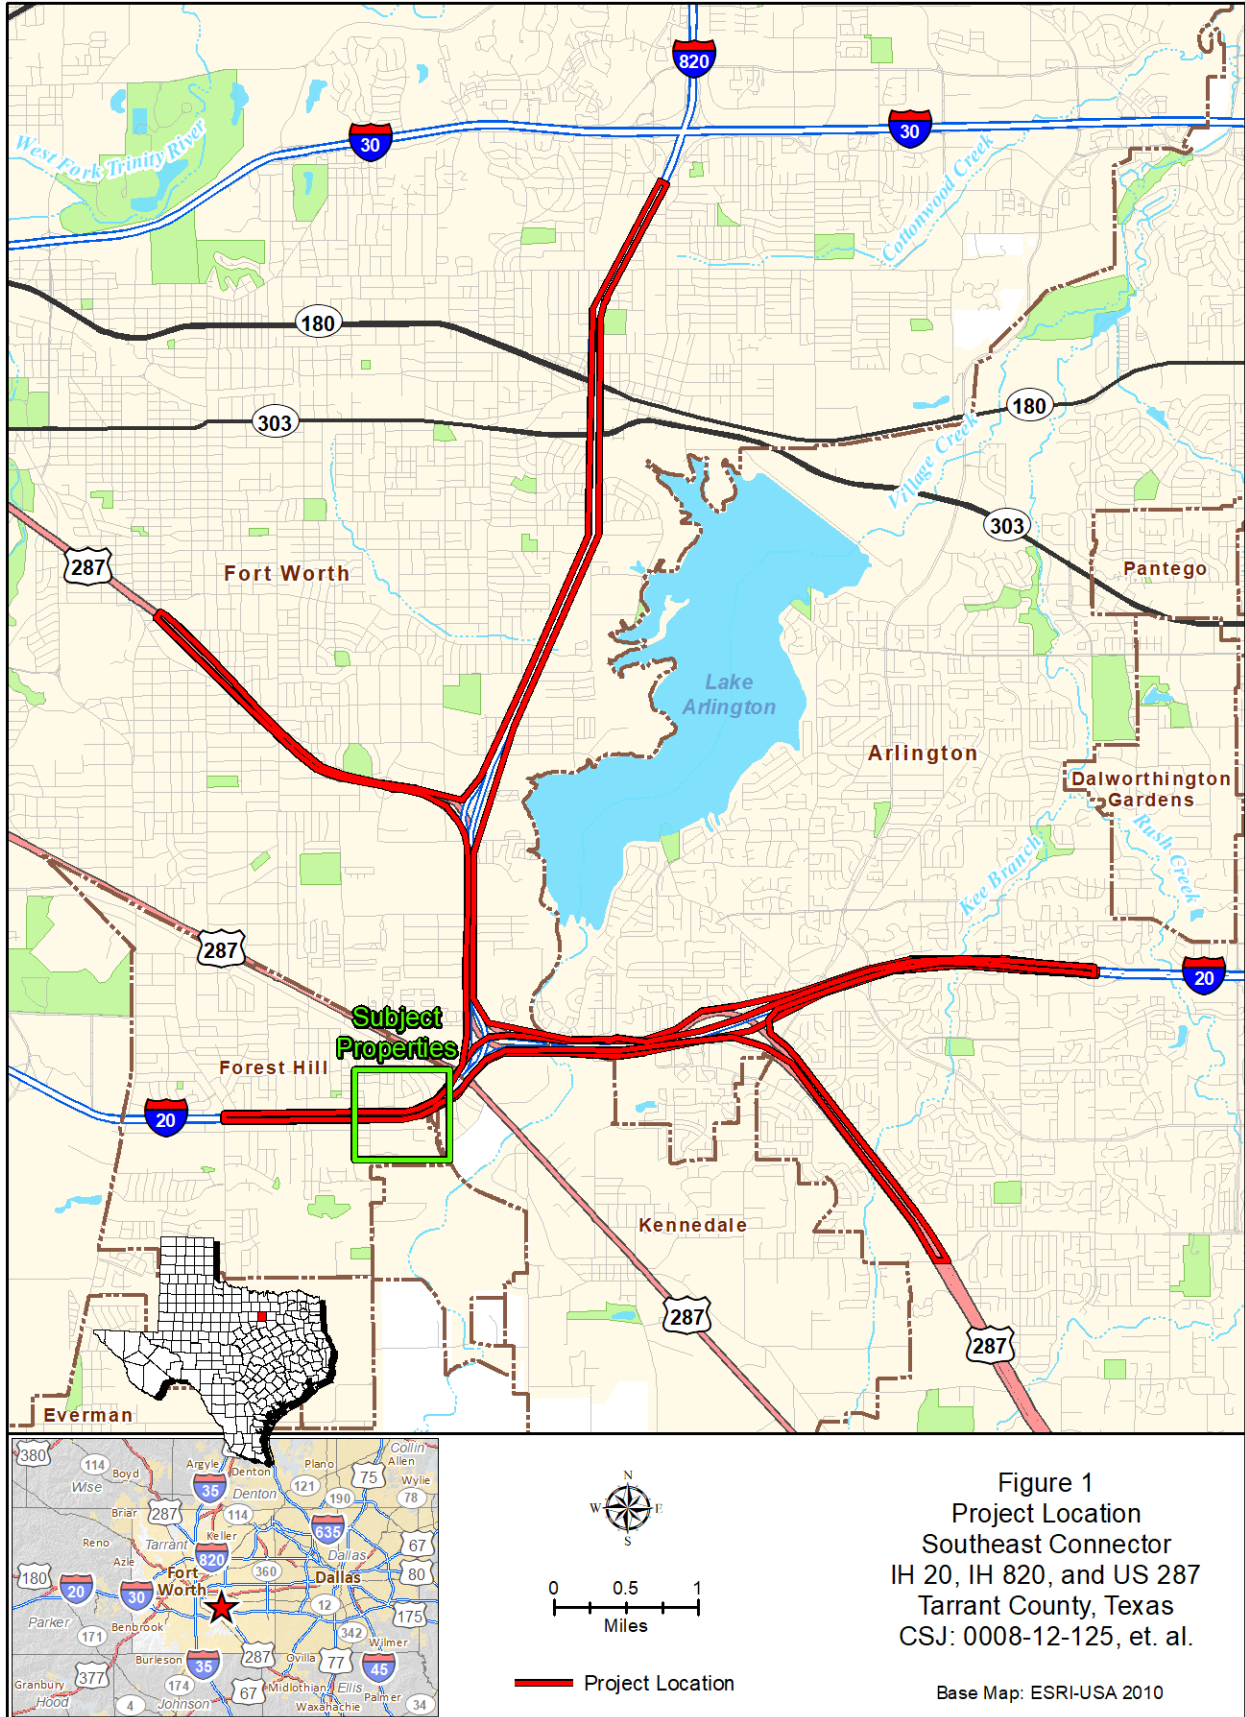 820
30
30
West Fork Trinity River
Cottonwood Creek
180
303
180
Village Creek
303
287
Fort Worth
Pantego
Lake
Arlington
Arlington
Dalworthington
Gardens
Rush Creek
Kee Branch
287
20
Subject
Properties
Forest Hill
20
Kennedale
287
287
Everman
380
114
Boyd
Wise
Argyle
Denton
Plano
Collin
Allen
75
Wylie
35
Denton
121
190
78
Briar
287
114
Keller
635
67
Reno
Tarrant
820
Dallas
Azle
Fort
Worth
360
Dallas
80
180
20
30
12
175
Parker
171
Benbrook
342
Wilmer
Burleson
35
287
Ovilla
77
45
377
174
67
Midlothian
Ellis
Palmer
Granbury
Hood
4
Johnson
Waxahachie
34
N
W
E
S
0 0.5 1
Miles
Project Location
Figure 1
Project Location
Southeast Connector
IH 20, IH 820, and US 287
Tarrant County, Texas
CSJ: 0008-12-125, et. al.
Base Map: ESRI-USA 2010